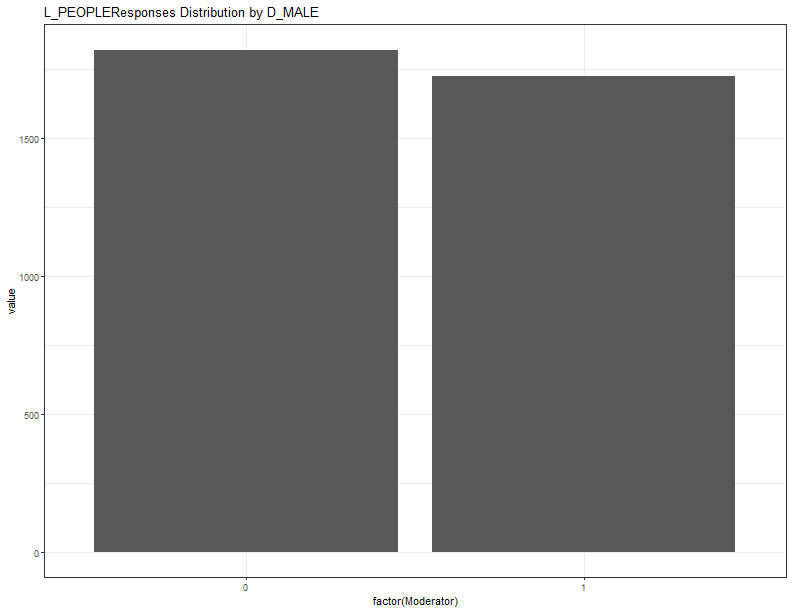 L_PEOPLEResponses Distribution by D_MALE
1500
1000
500
0
value
0 1
factor(Moderator)